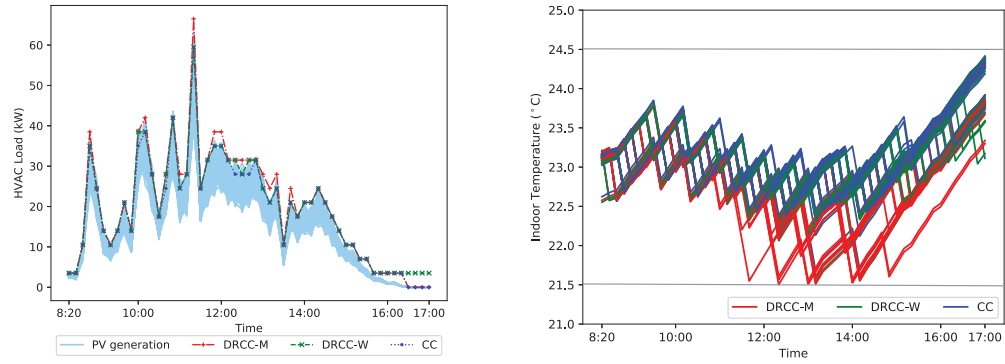 HVAC Load (kW)
60
50
40
30
20
10
0
8:20
10:00
12:00
14:00
16:00
17:00
Time
PV generation
DRCC-M
DRCC-W
CC
Indoor Temperature (°C)
25.0
24.5
24.0
23.5
23.0
22.5
22.0
21.5
21.0
DRCC-M
DRCC-W
CC
8:20
10:00
12:00
14:00
16:00
17:00
Time